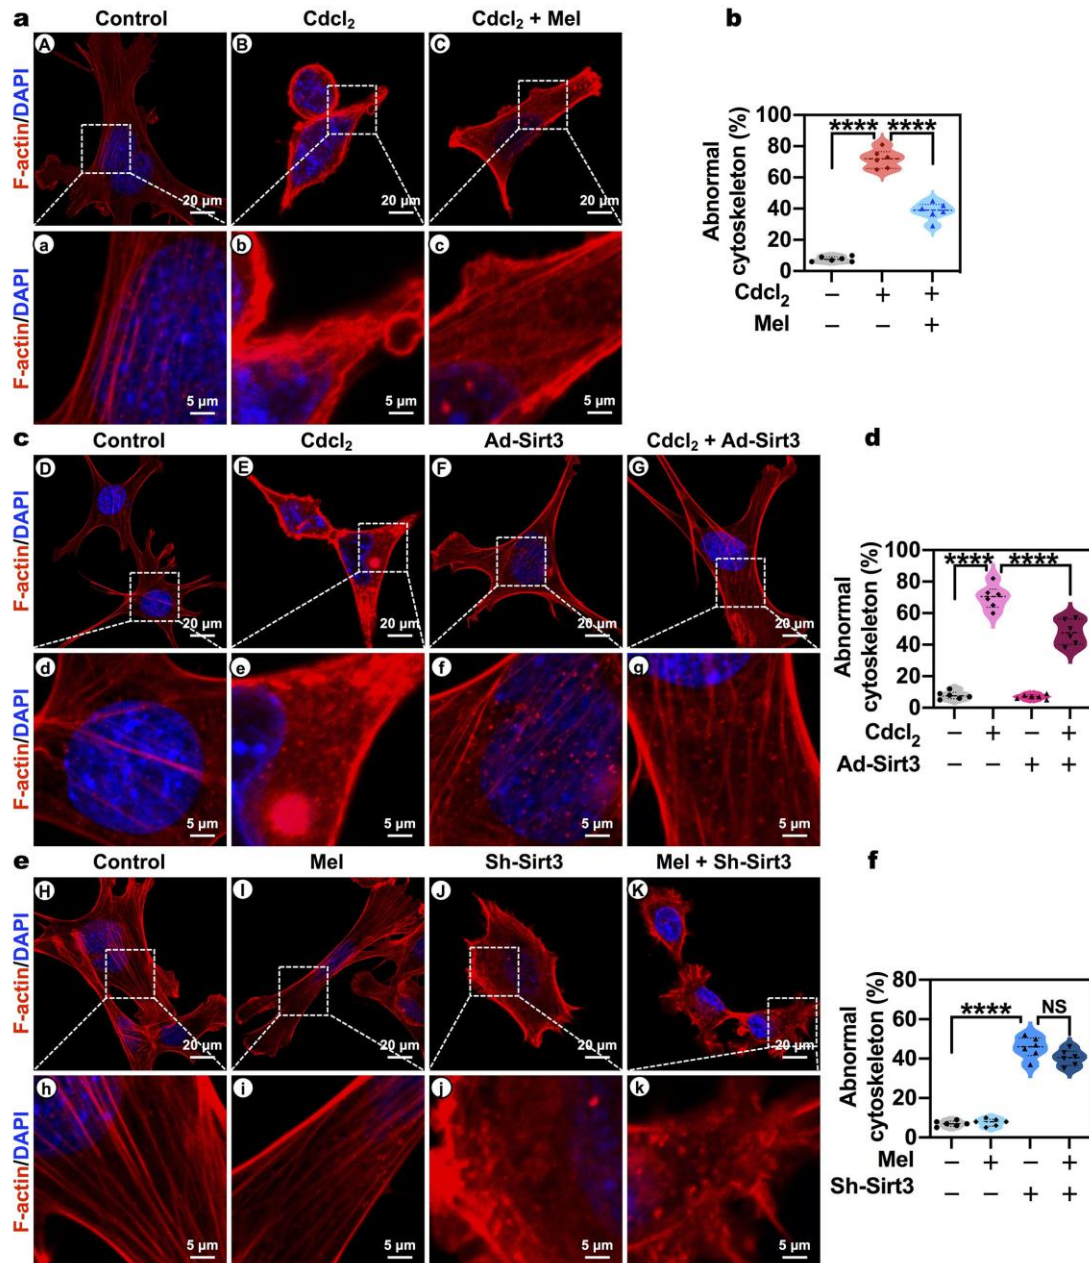 a
Control
Cdcl2
Cdcl2 + Mel
F-actin/DAPI
A
20 µm
B
20 µm
C
20 µm
F-actin/DAPI
a
5 µm
b
5 µm
c
5 µm
b
Abnormal
cytoskeleton (%)
100
80
60
40
20
0
**** ****
Cdcl2 − + +
Mel − − +
c
Control
Cdcl2
Ad-Sirt3
Cdcl2 + Ad-Sirt3
F-actin/DAPI
D
20 µm
E
20 µm
F
20 µm
G
20 µm
F-actin/DAPI
d
5 µm
e
5 µm
f
5 µm
g
5 µm
d
Abnormal
cytoskeleton (%)
100
80
60
40
20
0
**** ****
Cdcl2 − + − +
Ad-Sirt3 − − + +
e
Control
Mel
Sh-Sirt3
Mel + Sh-Sirt3
F-actin/DAPI
H
20 µm
I
20 µm
J
20 µm
K
20 µm
F-actin/DAPI
h
5 µm
i
5 µm
j
5 µm
k
5 µm
f
Abnormal
cytoskeleton (%)
80
60
40
20
0
**** NS
Mel − + − +
Sh-Sirt3 − − + +